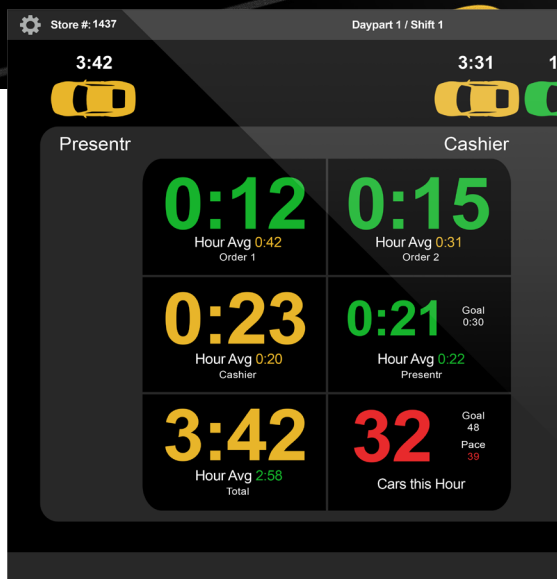 Store #: 1437
Daypart 1 / Shift 1
3:42
3:31
1
Presentr
Cashier
0:12
Hour Avg 0:42
Order 1
0:15
Hour Avg 0:31
Order 2
0:23
Hour Avg 0:20
Cashier
0:21
Goal
0:30
Hour Avg 0:22
Presentr
3:42
Hour Avg 2:58
Total
32
Goal
48
Pace
39
Cars this Hour